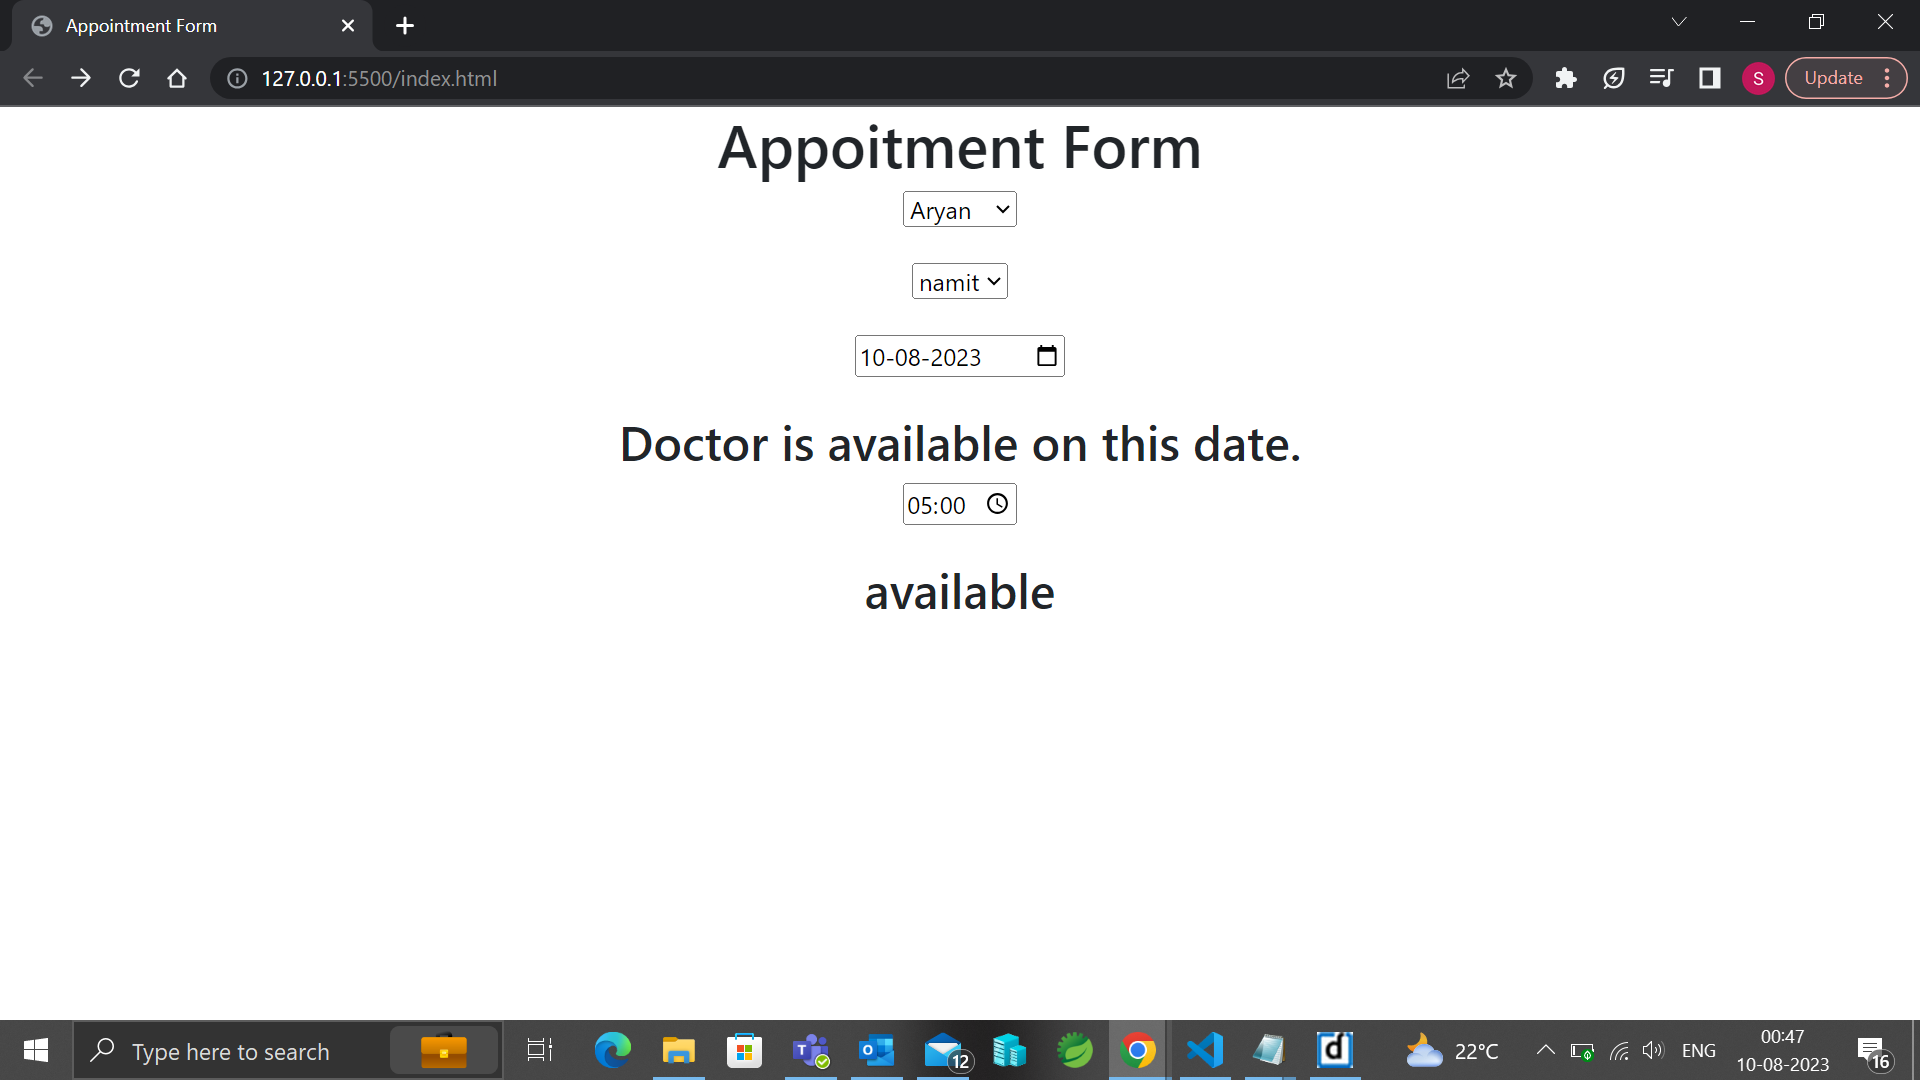 Appointment Form
127.0.0.1:5500/index.html
S
Update
Appoitment Form
Aryan
namit
10-08-2023
Doctor is available on this date.
05:00
available
Type here to search
T
O
12
d
22°C
ENG
00:47
10-08-2023
16